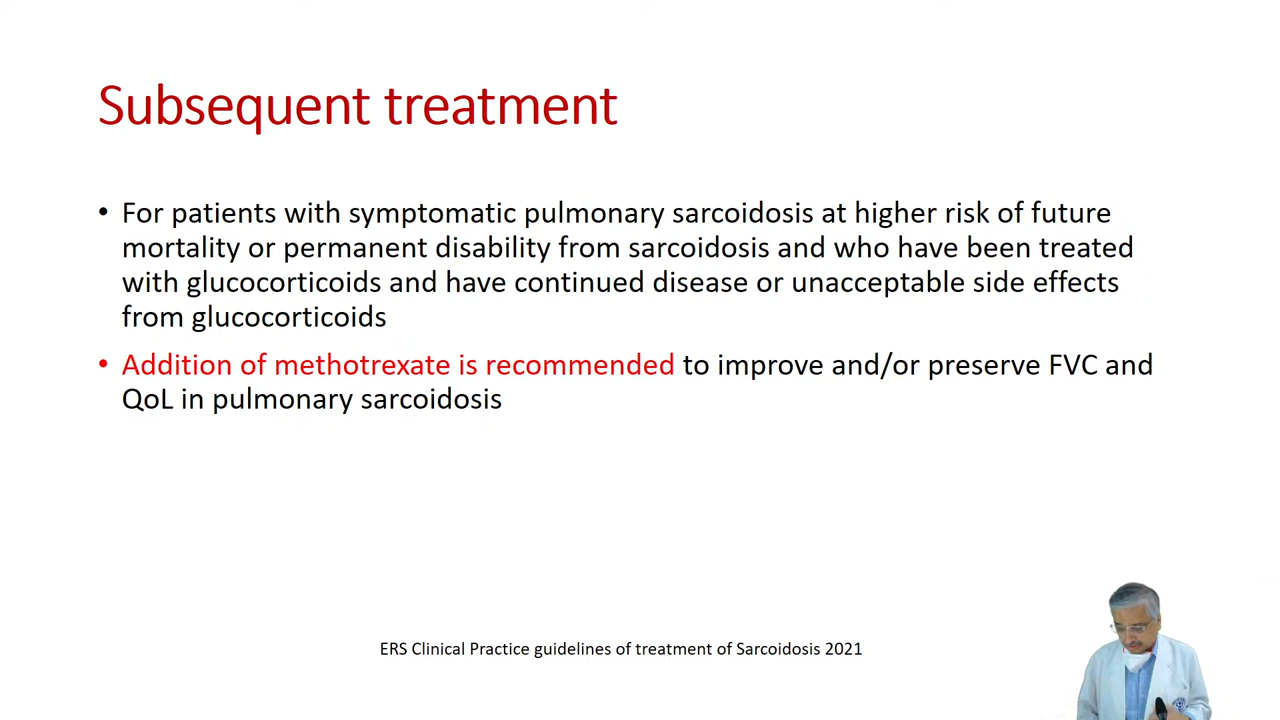 Subsequent treatment
• For patients with symptomatic pulmonary sarcoidosis at higher risk of future
mortality or permanent disability from sarcoidosis and who have been treated
with glucocorticoids and have continued disease or unacceptable side effects
from glucocorticoids
• Addition of methotrexate is recommended to improve and/or preserve FVC and
QoL in pulmonary sarcoidosis
ERS Clinical Practice guidelines of treatment of Sarcoidosis 2021